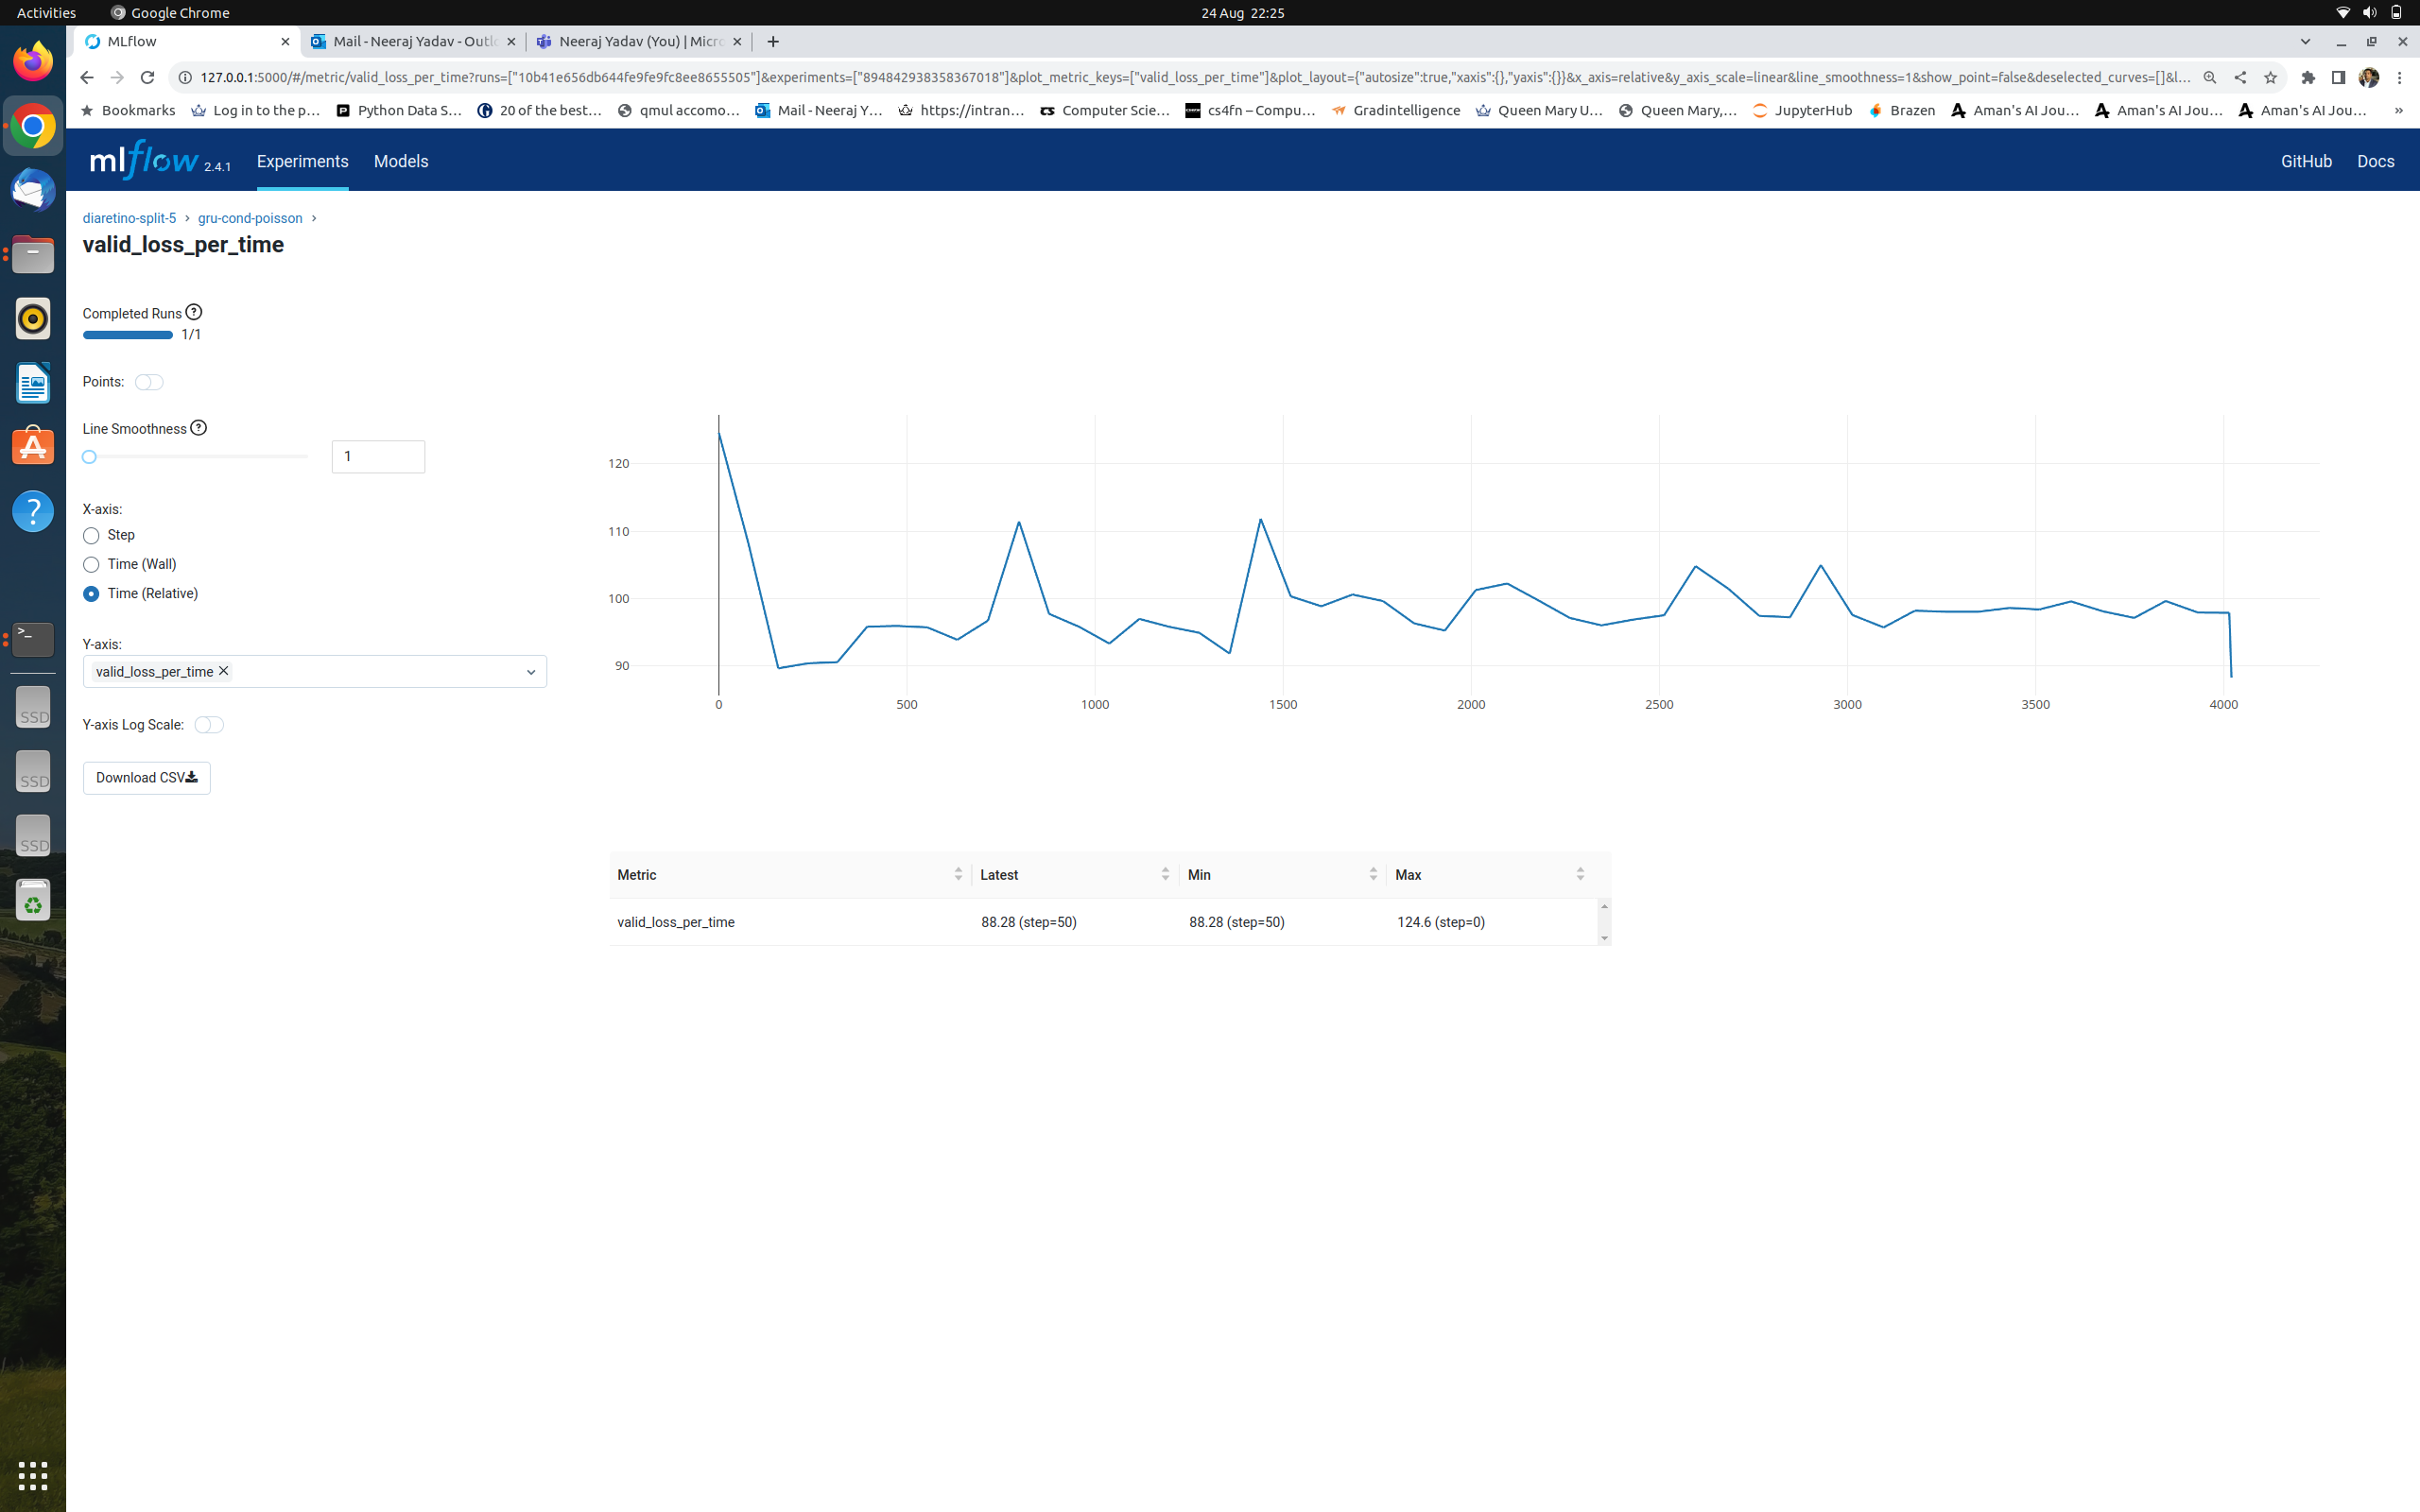 Activities Google Chrome 24 Aug 22:25
MLflow Mail - Neeraj Yadav - Outlo Neeraj Yadav (You) | Micro
127.0.0.1:5000/#/metric/valid_loss_per_time?runs=["10b41e656db644fe9fe9fc8ee8655505"]&experiments=["894842938358367018"]&plot_metric_keys=["valid_loss_per_time"]&plot_layout={"autosize":true,"xaxis":{},"yaxis":{}}&x_axis=relative&y_axis_scale=linear&line_smoothness=1&show_point=false&deselected_curves=[]&l...
Bookmarks Log in to the p... Python Data S... 20 of the best... qmul accomo... Mail - Neeraj Y... https://intran... Computer Scie... cs4fn – Compu... Gradintelligence Queen Mary U... Queen Mary,... JupyterHub Brazen Aman's AI Jou... Aman's AI Jou... Aman's AI Jou... »
mlflow 2.4.1 Experiments Models GitHub Docs
diaretino-split-5 › gru-cond-poisson ›
valid_loss_per_time
Completed Runs ?
1/1
Points:
Line Smoothness ?
1
X-axis:
Step
Time (Wall)
Time (Relative)
Y-axis:
valid_loss_per_time
Y-axis Log Scale:
Download CSV
120
110
100
90
0 500 1000 1500 2000 2500 3000 3500 4000
Metric Latest Min Max
valid_loss_per_time 88.28 (step=50) 88.28 (step=50) 124.6 (step=0)
SSD
SSD
SSD